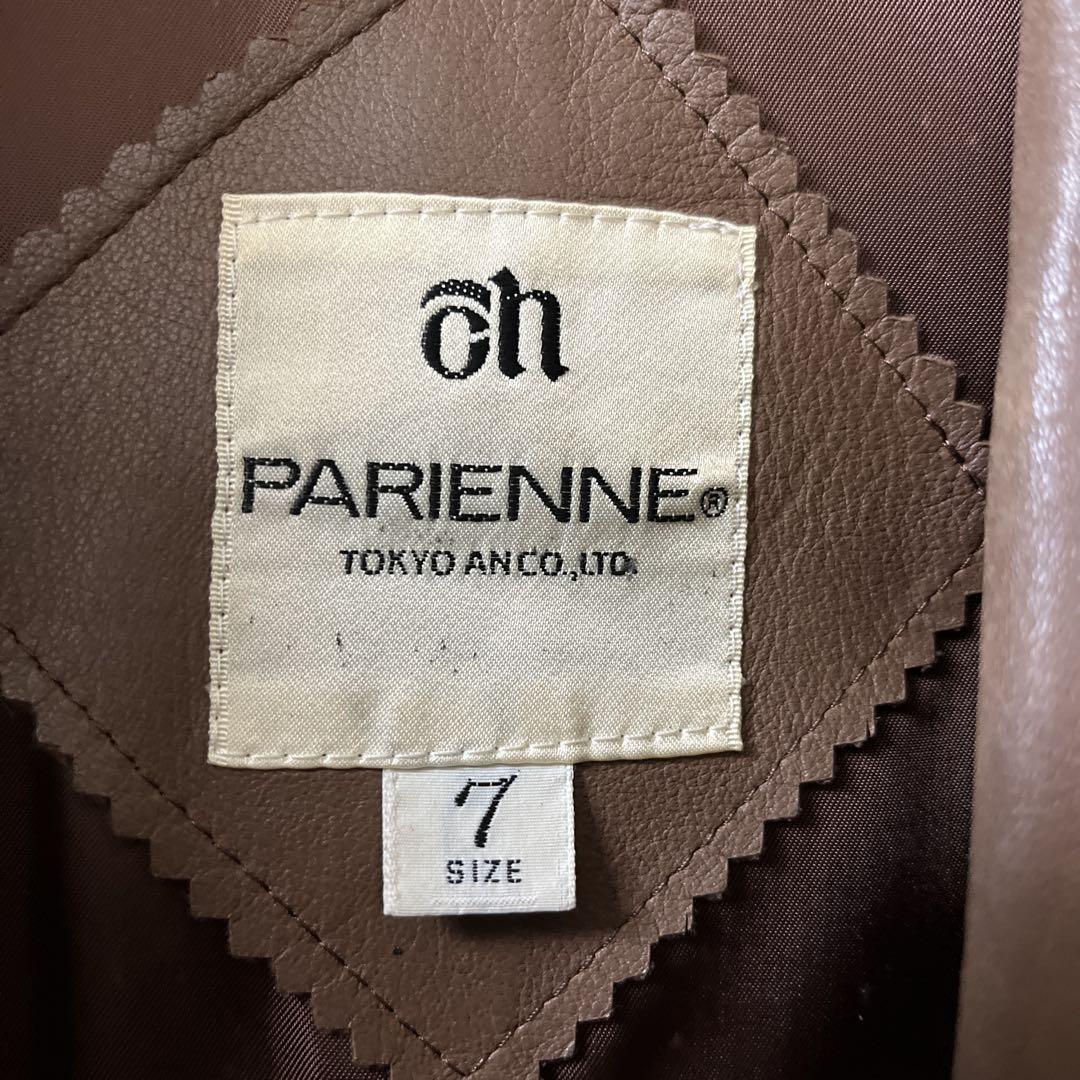 ch
PARIENNE®
TOKYO AN CO., LTD.
7
SIZE